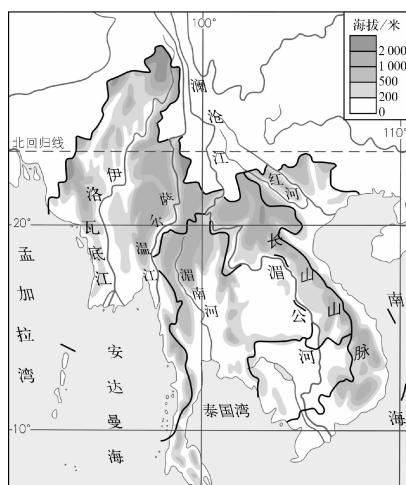 100°
海拔/米
2 000
1 000
500
200
0
北回归线
110°
澜沧江
红河
伊洛瓦底江
萨尔温江
20°
长山山脉
湄南河
湄公河
孟加拉湾
安达曼海
南海
泰国湾
10°